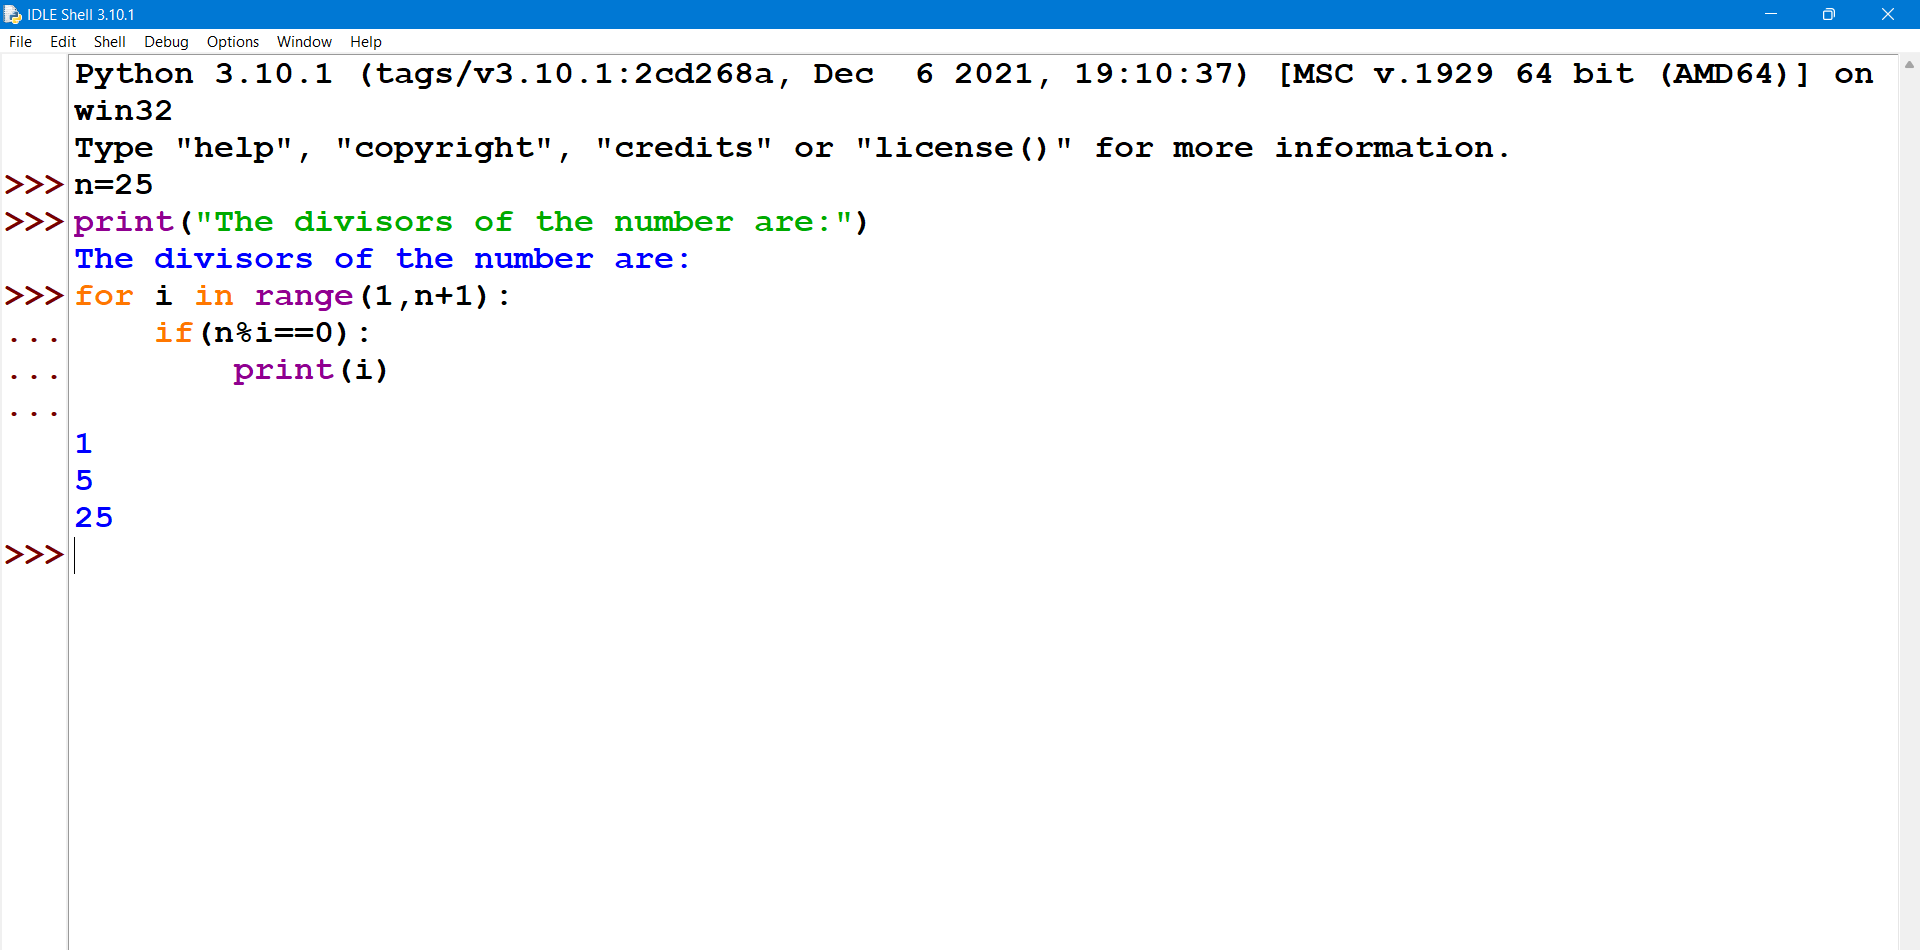 IDLE Shell 3.10.1
File Edit Shell Debug Options Window Help
Python 3.10.1 (tags/v3.10.1:2cd268a, Dec  6 2021, 19:10:37) [MSC v.1929 64 bit (AMD64)] on
win32
Type "help", "copyright", "credits" or "license()" for more information.
>>> n=25
>>> print("The divisors of the number are:")
The divisors of the number are:
>>> for i in range(1,n+1):
...     if(n%i==0):
...         print(i)
...
1
5
25
>>>